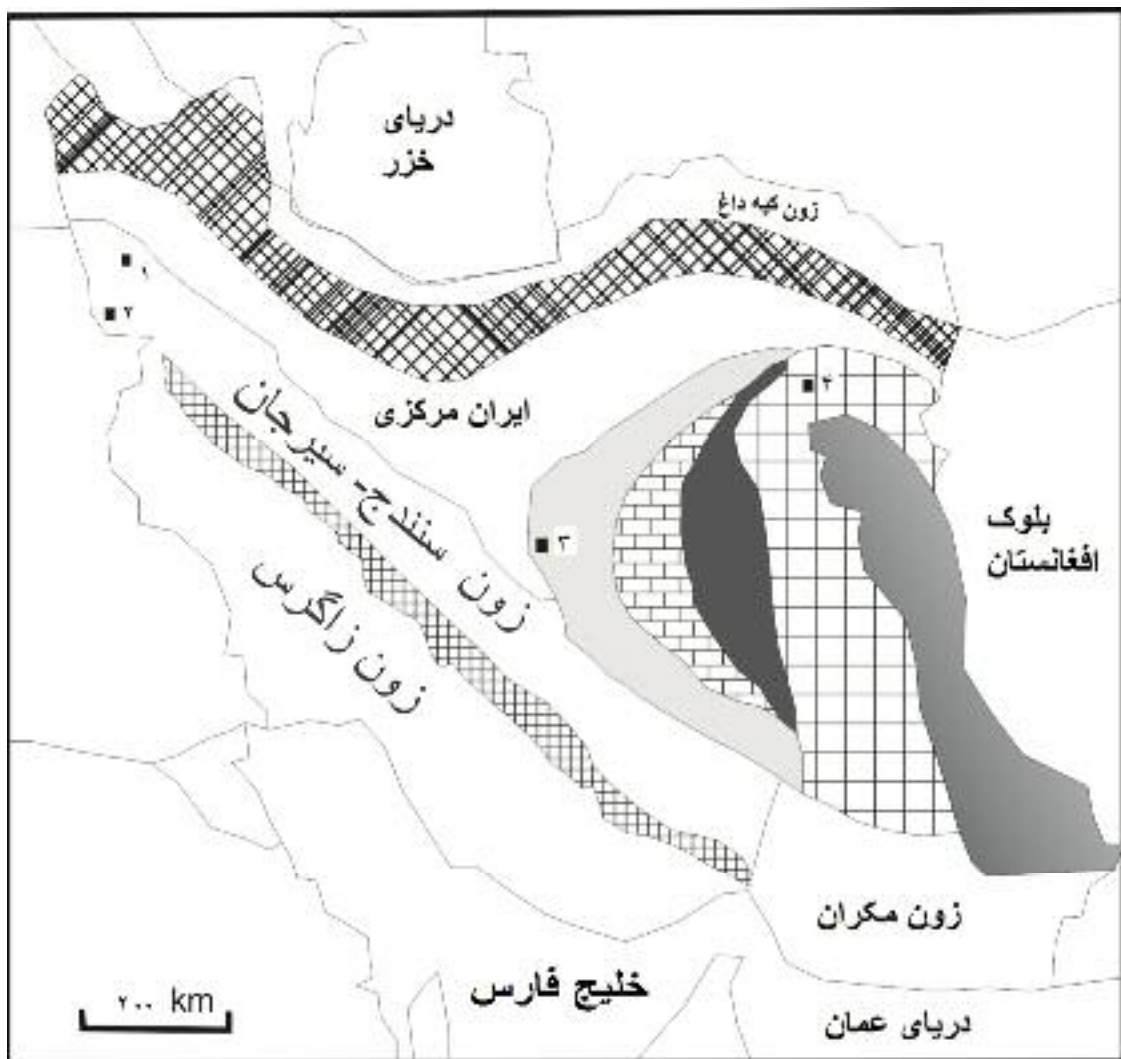 دریای
خزر
زون کپه داغ
۱
۲
ایران مرکزی
۴
زون سنندج- سیرجان
۳
بلوک
افغانستان
زون زاگرس
زون مکران
خلیج فارس
۲۰۰ km
دریای عمان